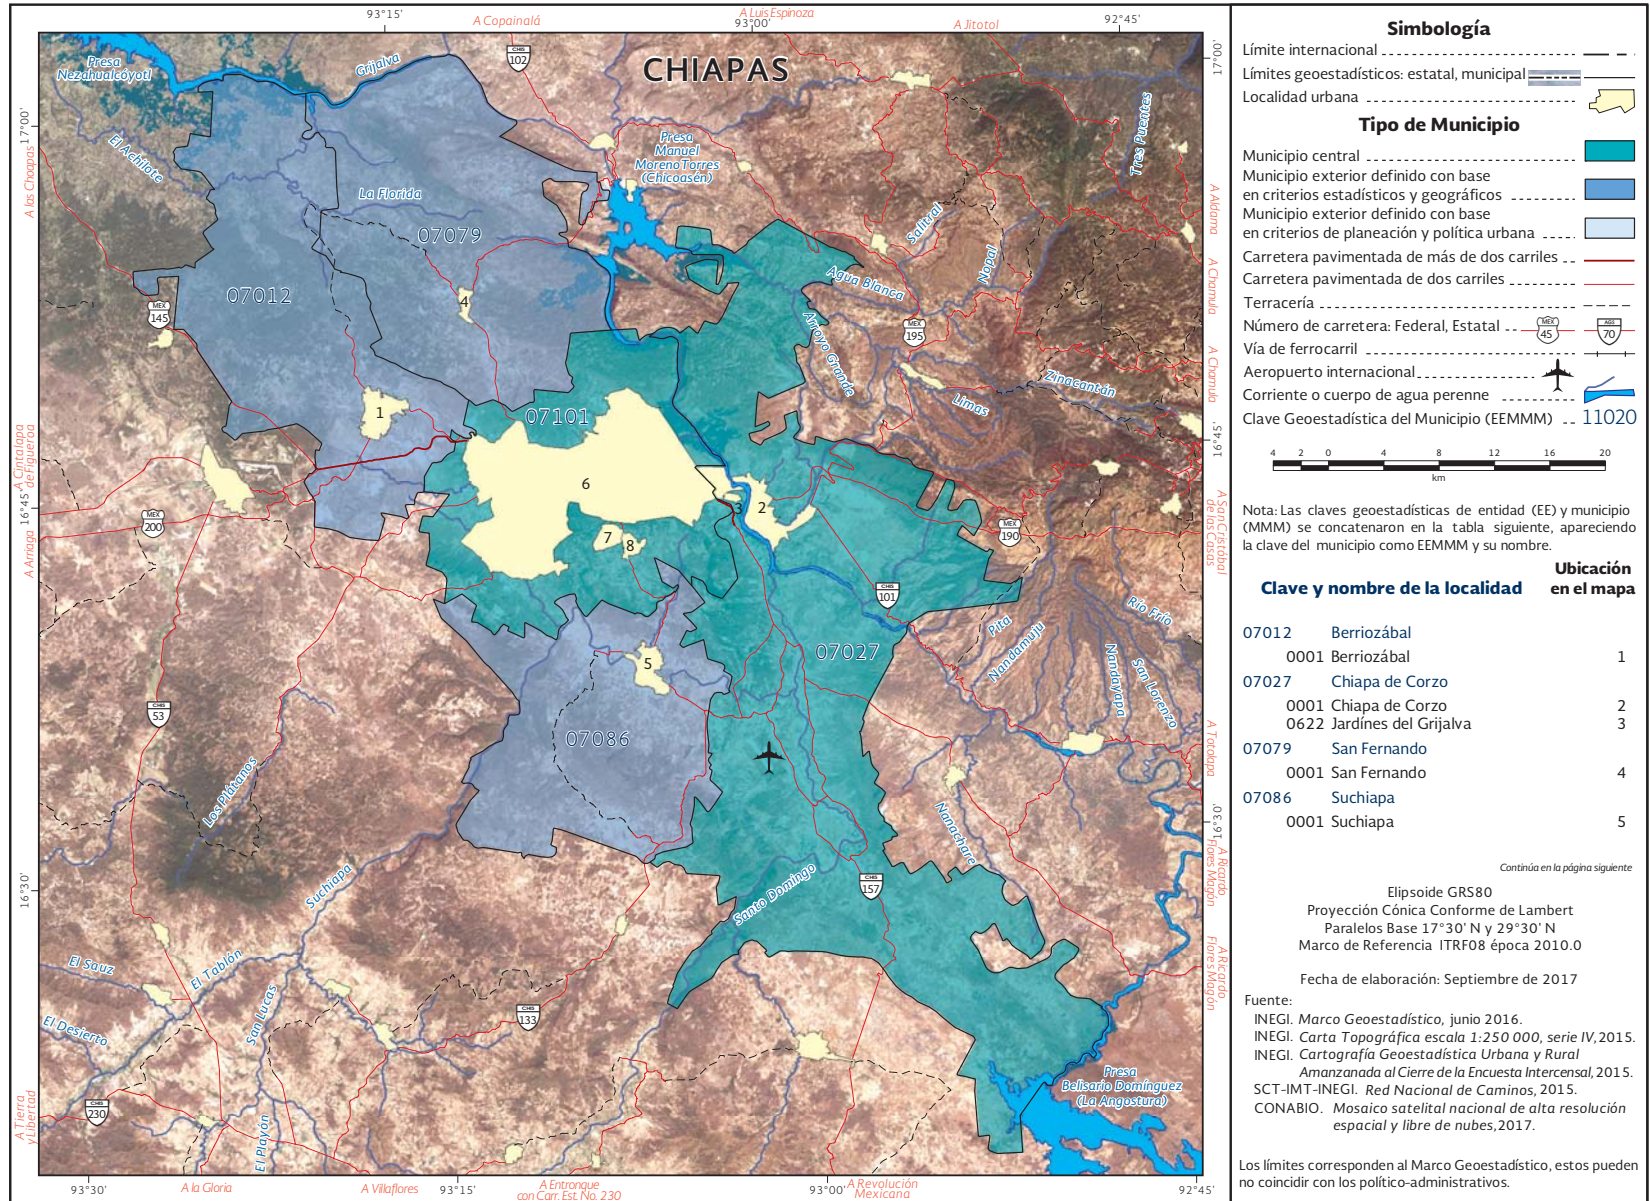 93°15'
A Copainalá
A Luis Espinoza
93°00'
A Jitotol
92°45'
17°00'
A las Choapas
17°00'
A Aldama
A Chamula
A Chamula
16°45'
A Cintalapa
de Figueroa
16°45'
A Arriaga
A San Cristóbal
de las Casas
A Totolapa
16°30'
A Ricardo
Flores Magón
A Ricardo
Flores Magón
16°30'
A Tierra
y Libertad
93°30'
A la Gloria
A Villaflores
93°15'
A Entronque
con Carr. Est. No. 230
93°00'
A Revolución
Mexicana
92°45'
CHIAPAS
Presa
Nezahualcóyotl
Grijalva
CHIS
102
El Achilote
La Florida
07079
07012
4
MEX
145
1
Presa
Manuel
Moreno Torres
(Chicoasén)
Tres Puentes
Salitral
Nopal
Agua Blanca
Arroyo Grande
MEX
195
Zinacantán
Limas
07101
6
3
2
7
8
MEX
200
MEX
190
CHIS
101
Río Frío
Pita
Nandamuju
Nandayapa
San Lorenzo
07027
5
07086
CHIS
53
Los Plátanos
Nanachare
Suchiapa
Santo Domingo
CHIS
157
El Sauz
El Tablón
El Desierto
San Lucas
CHIS
133
El Playón
CHIS
230
Presa
Belisario Domínguez
(La Angostura)
Simbología
Límite internacional
Límites geoestadísticos: estatal, municipal
Localidad urbana
Tipo de Municipio
Municipio central
Municipio exterior definido con base
en criterios estadísticos y geográficos
Municipio exterior definido con base
en criterios de planeación y política urbana
Carretera pavimentada de más de dos carriles
Carretera pavimentada de dos carriles
Terracería
Número de carretera: Federal, Estatal MEX 45 AGS 70
Vía de ferrocarril
Aeropuerto internacional
Corriente o cuerpo de agua perenne
Clave Geoestadística del Municipio (EEMMM) 11020
4 2 0 4 8 12 16 20
km
Nota: Las claves geoestadísticas de entidad (EE) y municipio
(MMM) se concatenaron en la tabla siguiente, apareciendo
la clave del municipio como EEMMM y su nombre.
Clave y nombre de la localidad Ubicación
en el mapa
07012 Berriozábal
0001 Berriozábal 1
07027 Chiapa de Corzo
0001 Chiapa de Corzo 2
0622 Jardínes del Grijalva 3
07079 San Fernando
0001 San Fernando 4
07086 Suchiapa
0001 Suchiapa 5
Continúa en la página siguiente
Elipsoide GRS80
Proyección Cónica Conforme de Lambert
Paralelos Base 17°30' N y 29°30' N
Marco de Referencia ITRF08 época 2010.0
Fecha de elaboración: Septiembre de 2017
Fuente:
INEGI. Marco Geoestadístico, junio 2016.
INEGI. Carta Topográfica escala 1:250 000, serie IV, 2015.
INEGI. Cartografía Geoestadística Urbana y Rural
Amanzanada al Cierre de la Encuesta Intercensal, 2015.
SCT-IMT-INEGI. Red Nacional de Caminos, 2015.
CONABIO. Mosaico satelital nacional de alta resolución
espacial y libre de nubes, 2017.
Los límites corresponden al Marco Geoestadístico, estos pueden
no coincidir con los político-administrativos.